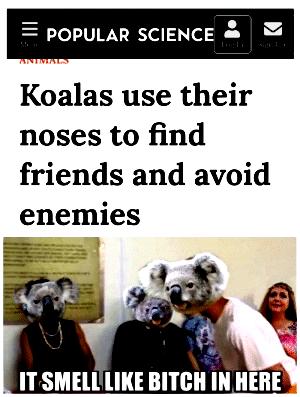 POPULAR SCIENCE
ANIMALS
Koalas use their
noses to find
friends and avoid
enemies
IT SMELL LIKE BITCH IN HERE